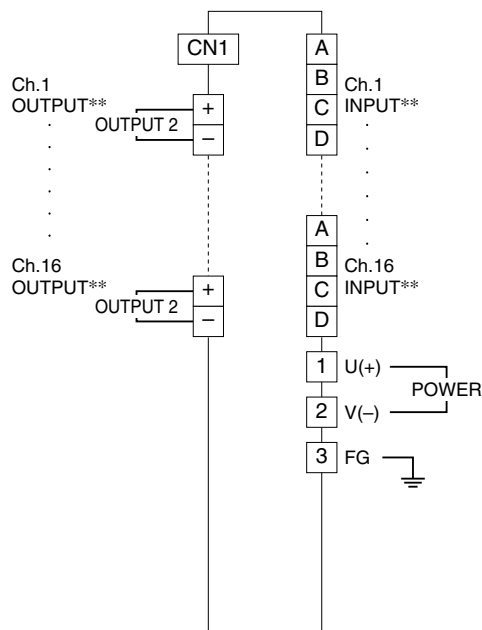 CN1
A
B
C
D
Ch.1
OUTPUT**
OUTPUT 2
+
–
Ch.1
INPUT**
A
B
C
D
Ch.16
OUTPUT**
OUTPUT 2
+
–
Ch.16
INPUT**
1 U(+)
POWER
2 V(–)
3 FG